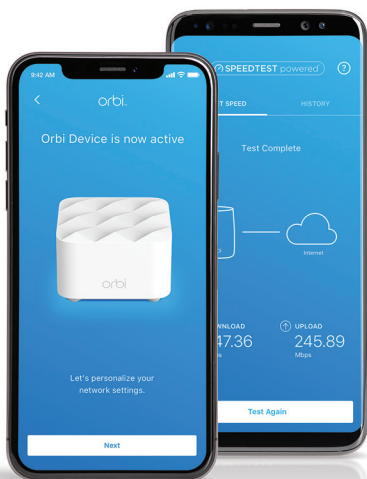 9:42 AM
orbi
Orbi Device is now active
orbi
Let's personalize your
network settings.
Next
SPEEDTEST powered
?
SPEED
HISTORY
Test Complete
Internet
UPLOAD
47.36
245.89
Mbps
Test Again